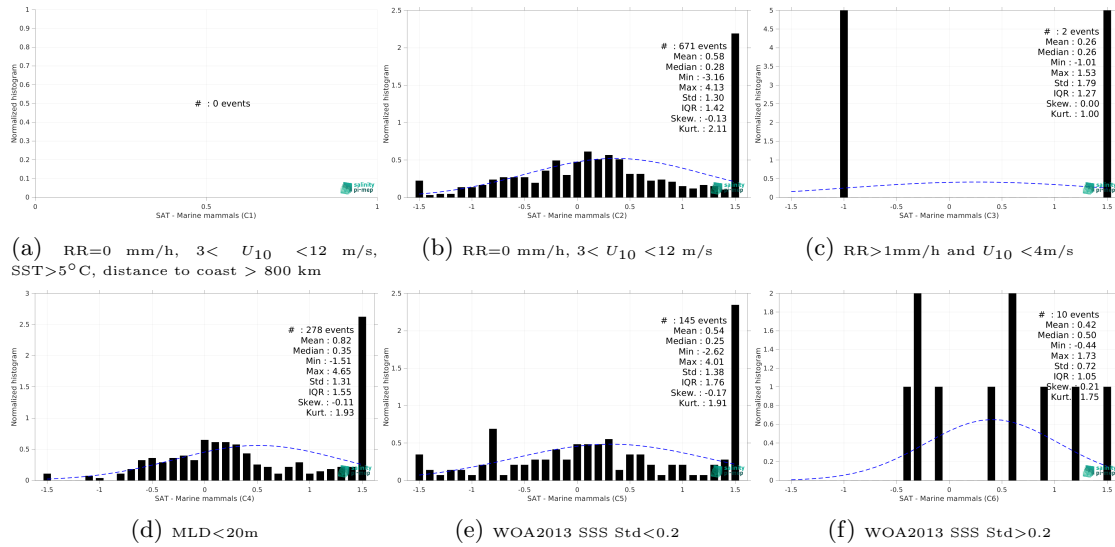 Normalized histogram
1
0.9
0.8
0.7
0.6
0.5
0.4
0.3
0.2
0.1
0
# : 0 events
salinity
pi-mep
0
0.5
1
SAT - Marine mammals (C1)
(a) RR=0 mm/h, 3< U10 <12 m/s,
SST>5°C, distance to coast > 800 km
Normalized histogram
2.5
2
1.5
1
0.5
0
# : 671 events
Mean : 0.58
Median : 0.28
Min : -3.16
Max : 4.13
Std : 1.30
IQR : 1.42
Skew. : -0.13
Kurt. : 2.11
salinity
pi-mep
-1.5 -1 -0.5 0 0.5 1 1.5
SAT - Marine mammals (C2)
(b) RR=0 mm/h, 3< U10 <12 m/s
Normalized histogram
5
4.5
4
3.5
3
2.5
2
1.5
1
0.5
0
# : 2 events
Mean : 0.26
Median : 0.26
Min : -1.01
Max : 1.53
Std : 1.79
IQR : 1.27
Skew. : 0.00
Kurt. : 1.00
salinity
pi-mep
-1.5 -1 -0.5 0 0.5 1 1.5
SAT - Marine mammals (C3)
(c) RR>1mm/h and U10 <4m/s
Normalized histogram
3
2.5
2
1.5
1
0.5
0
# : 278 events
Mean : 0.82
Median : 0.35
Min : -1.51
Max : 4.65
Std : 1.31
IQR : 1.55
Skew. : -0.11
Kurt. : 1.93
salinity
pi-mep
-1.5 -1 -0.5 0 0.5 1 1.5
SAT - Marine mammals (C4)
(d) MLD<20m
Normalized histogram
2.5
2
1.5
1
0.5
0
# : 145 events
Mean : 0.54
Median : 0.25
Min : -2.62
Max : 4.01
Std : 1.38
IQR : 1.76
Skew. : -0.17
Kurt. : 1.91
salinity
pi-mep
-1.5 -1 -0.5 0 0.5 1 1.5
SAT - Marine mammals (C5)
(e) WOA2013 SSS Std<0.2
Normalized histogram
2
1.8
1.6
1.4
1.2
1
0.8
0.6
0.4
0.2
0
# : 10 events
Mean : 0.42
Median : 0.50
Min : -0.44
Max : 1.73
Std : 0.72
IQR : 1.05
Skew. : 0.21
Kurt. : 1.75
salinity
pi-mep
-1.5 -1 -0.5 0 0.5 1 1.5
SAT - Marine mammals (C6)
(f) WOA2013 SSS Std>0.2